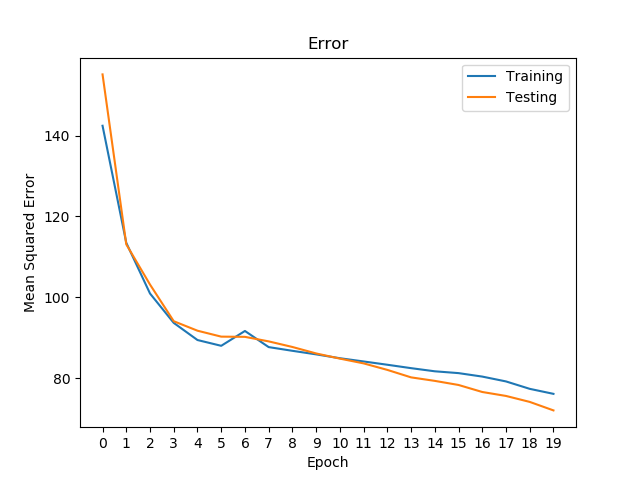 Error
Training
Testing
140
120
100
80
Mean Squared Error
0 1 2 3 4 5 6 7 8 9 10 11 12 13 14 15 16 17 18 19
Epoch